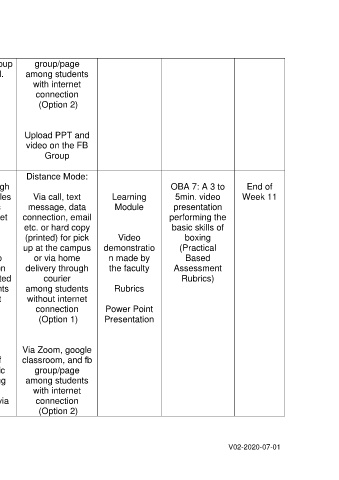 oup
l.
group/page
among students
with internet
connection
(Option 2)
Upload PPT and
video on the FB
Group
gh
les
et
o
on
ted
nts
t
f
ic
ug
via
Distance Mode:
Via call, text
message, data
connection, email
etc. or hard copy
(printed) for pick
up at the campus
or via home
delivery through
courier
among students
without internet
connection
(Option 1)
Via Zoom, google
classroom, and fb
group/page
among students
with internet
connection
(Option 2)
Learning
Module
Video
demonstratio
n made by
the faculty
Rubrics
Power Point
Presentation
OBA 7: A 3 to
5min. video
presentation
performing the
basic skills of
boxing
(Practical
Based
Assessment
Rubrics)
End of
Week 11
V02-2020-07-01